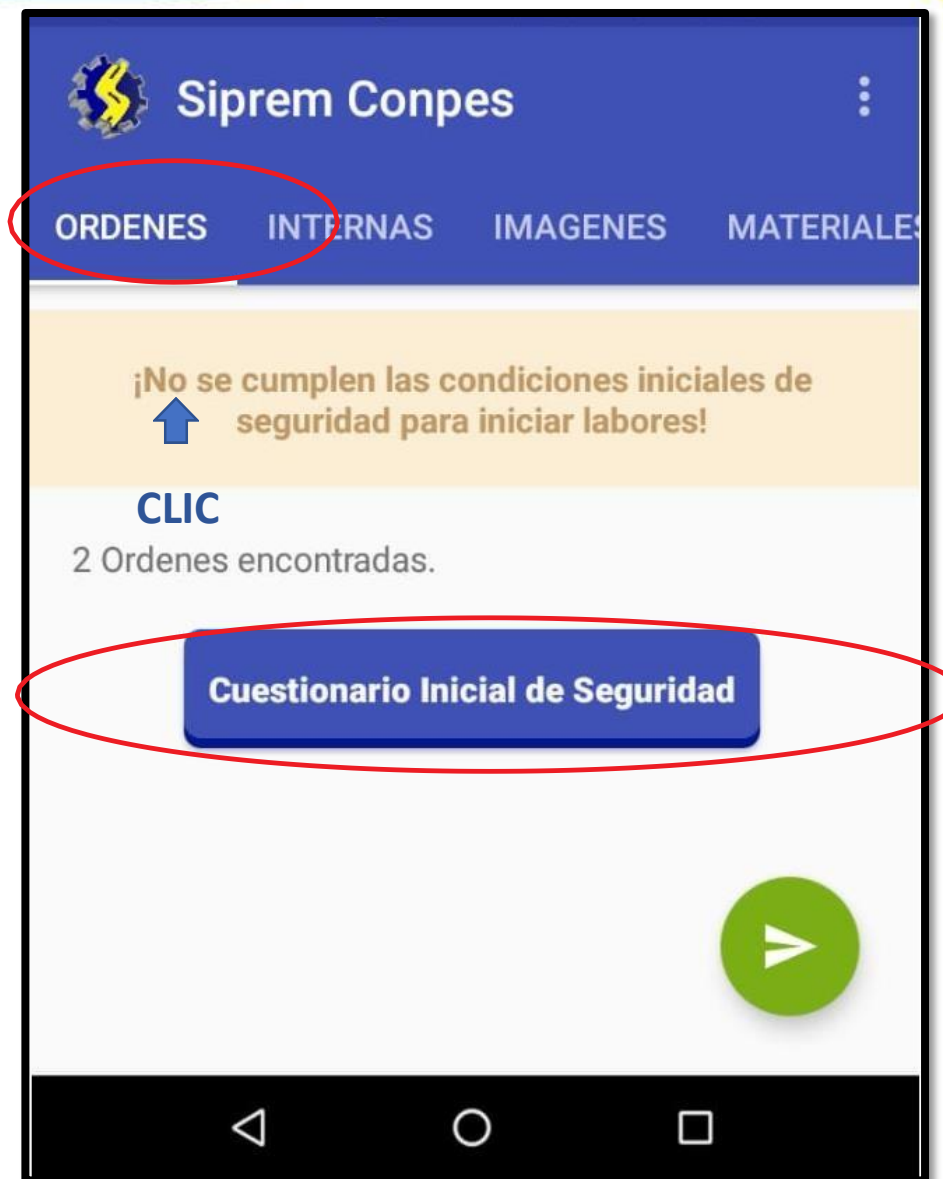 Siprem Conpes
ORDENES INTERNAS IMAGENES MATERIALES
¡No se cumplen las condiciones iniciales de
seguridad para iniciar labores!
CLIC
2 Ordenes encontradas.
Cuestionario Inicial de Seguridad